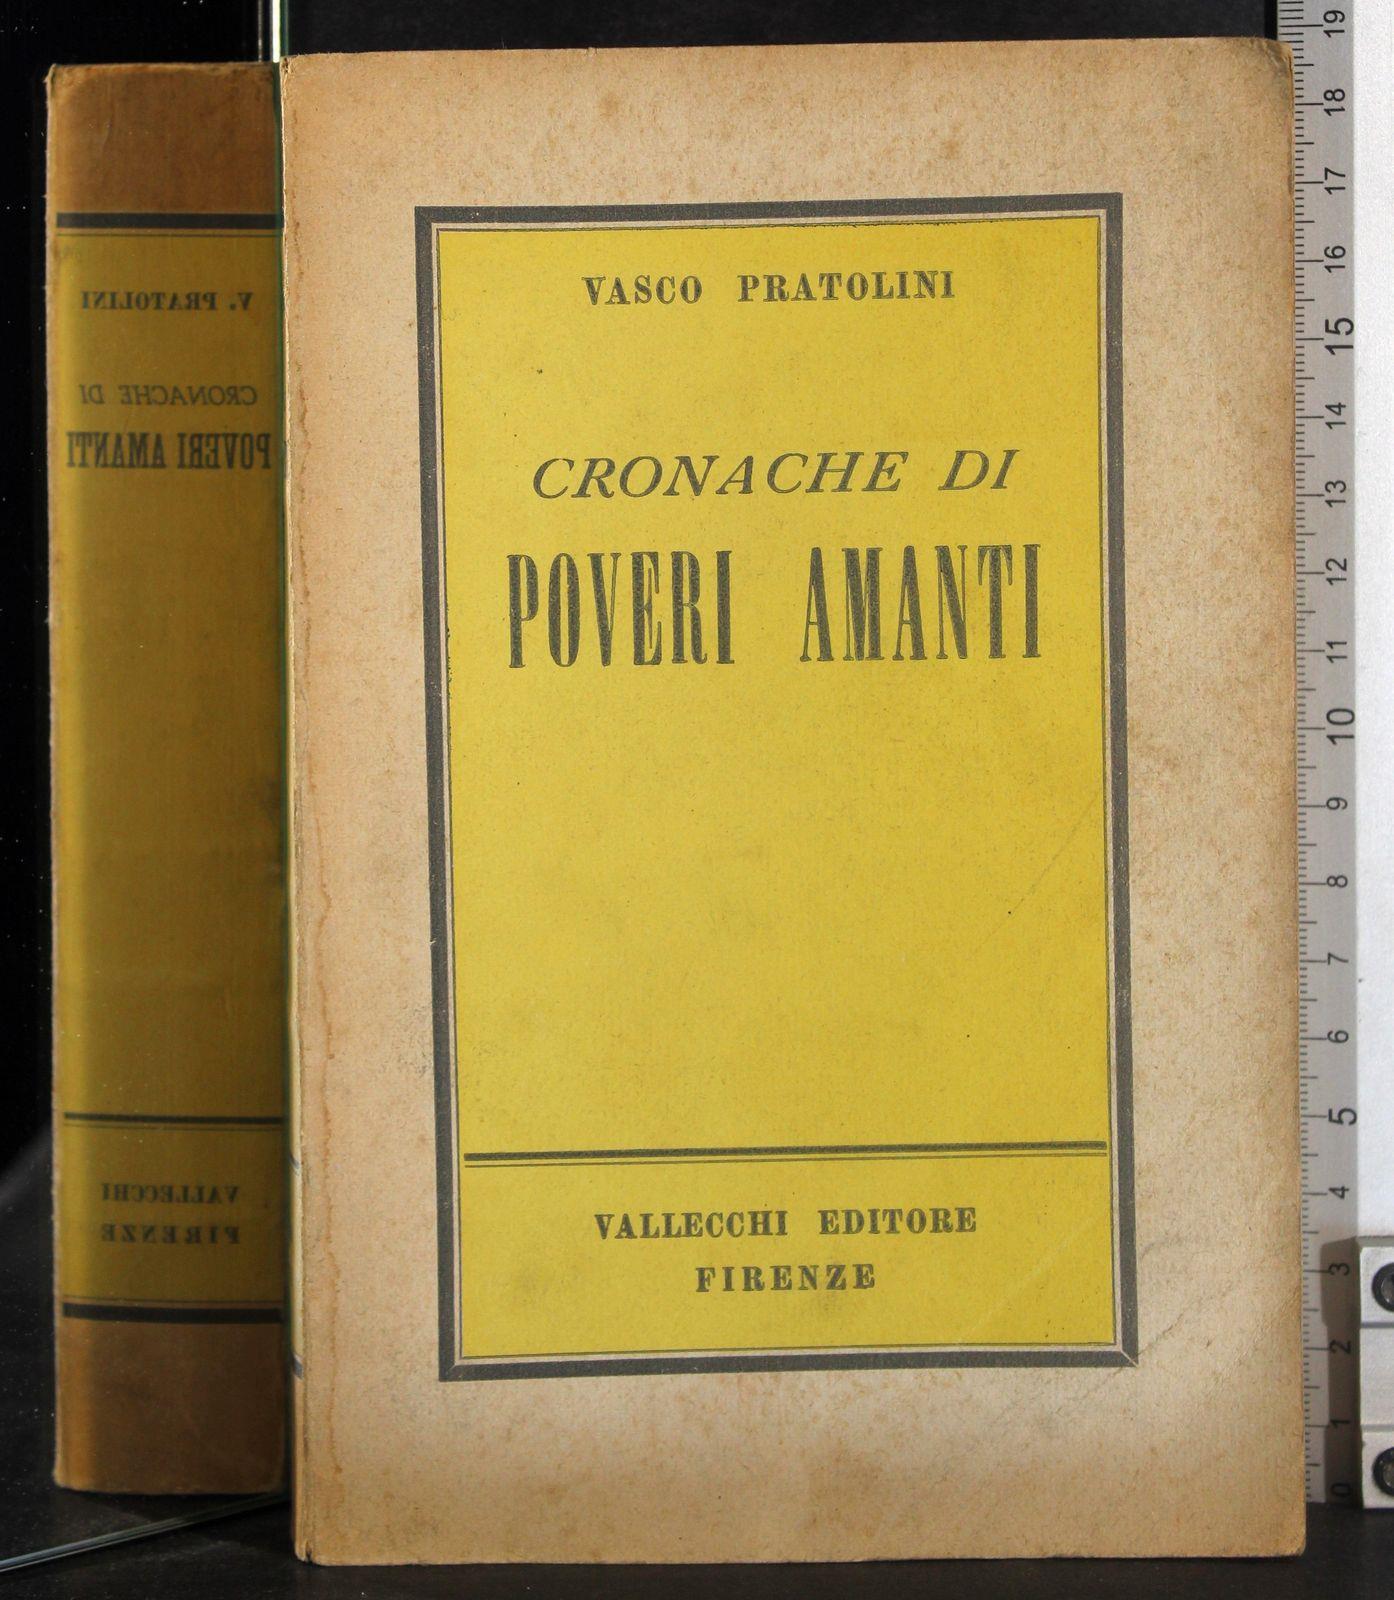 VASCO PRATOLINI
CRONACHE DI
POVERI AMANTI
VALLECCHI EDITORE
FIRENZE
V. PRATOLINI
CRONACHE DI
POVERI AMANTI
VALLECCHI
FIRENZE
19
18
17
16
15
14
13
12
11
10
9
8
7
6
5
4
3
2
1
0